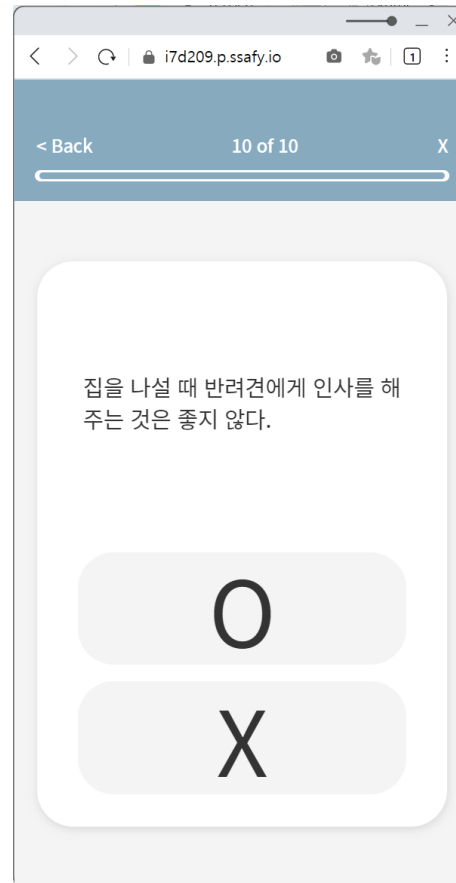 i7d209.p.ssafy.io
1
< Back
10 of 10
X
집을 나설 때 반려견에게 인사를 해
주는 것은 좋지 않다.
O
X